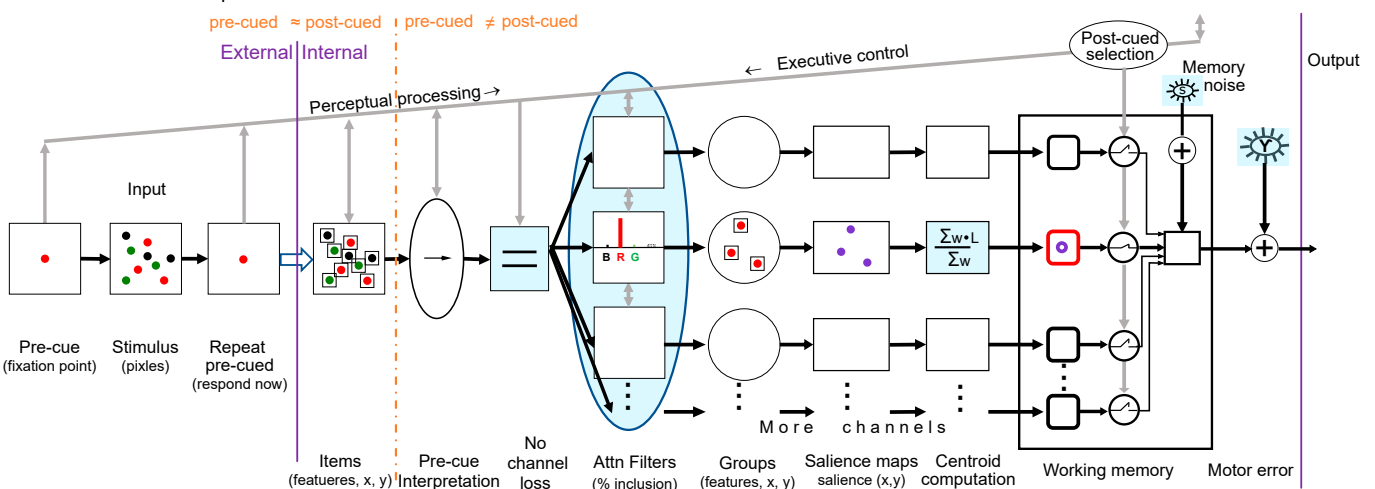 pre-cued ≈ post-cued
pre-cued ≠ post-cued
External Internal
Perceptual processing →
← Executive control
Post-cued
selection
Memory
noise
Output
Input
S
ϒ
B R G
Σw•L
Σw
Pre-cue
(fixation point)
Stimulus
(pixles)
Repeat
pre-cued
(respond now)
Items
(featueres, x, y)
Pre-cue
Interpretation
No
channel
loss
Attn Filters
(% inclusion)
Groups
(features, x, y)
Salience maps
salience (x,y)
Centroid
computation
More channels
Working memory
Motor error